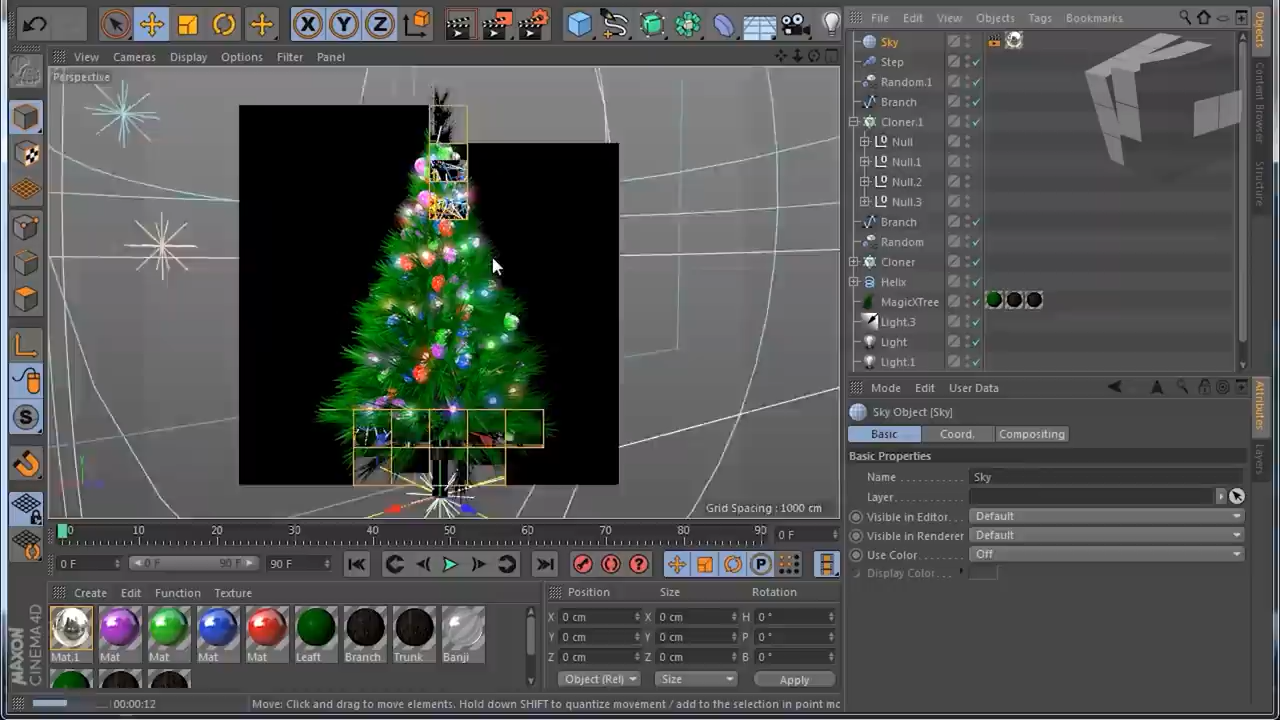 File Edit View Objects Tags Bookmarks
View Cameras Display Options Filter Panel
Perspective
Sky
Step
Random.1
Branch
Cloner.1
Null
Null.1
Null.2
Null.3
Branch
Random
Cloner
Helix
MagicXTree
Light.3
Light
Light.1
Objects
Content Browser
Structure
Mode Edit User Data
Sky Object [Sky]
Basic Coord. Compositing
Basic Properties
Name Sky
Layer
Visible in Editor Default
Visible in Renderer Default
Use Color Off
Display Color
Attributes
Layers
Grid Spacing : 1000 cm
0 10 20 30 40 50 60 70 80 90 0 F
0 F 0 F 90 F 90 F
Create Edit Function Texture
Mat.1 Mat Mat Mat Mat Leaft Branch Trunk Banji
Position Size Rotation
X 0 cm X 0 cm H 0 °
Y 0 cm Y 0 cm P 0 °
Z 0 cm Z 0 cm B 0 °
Object (Rel) Size Apply
MAXON CINEMA 4D
00:00:12 Move: Click and drag to move elements. Hold down SHIFT to quantize movement / add to the selection in point mc